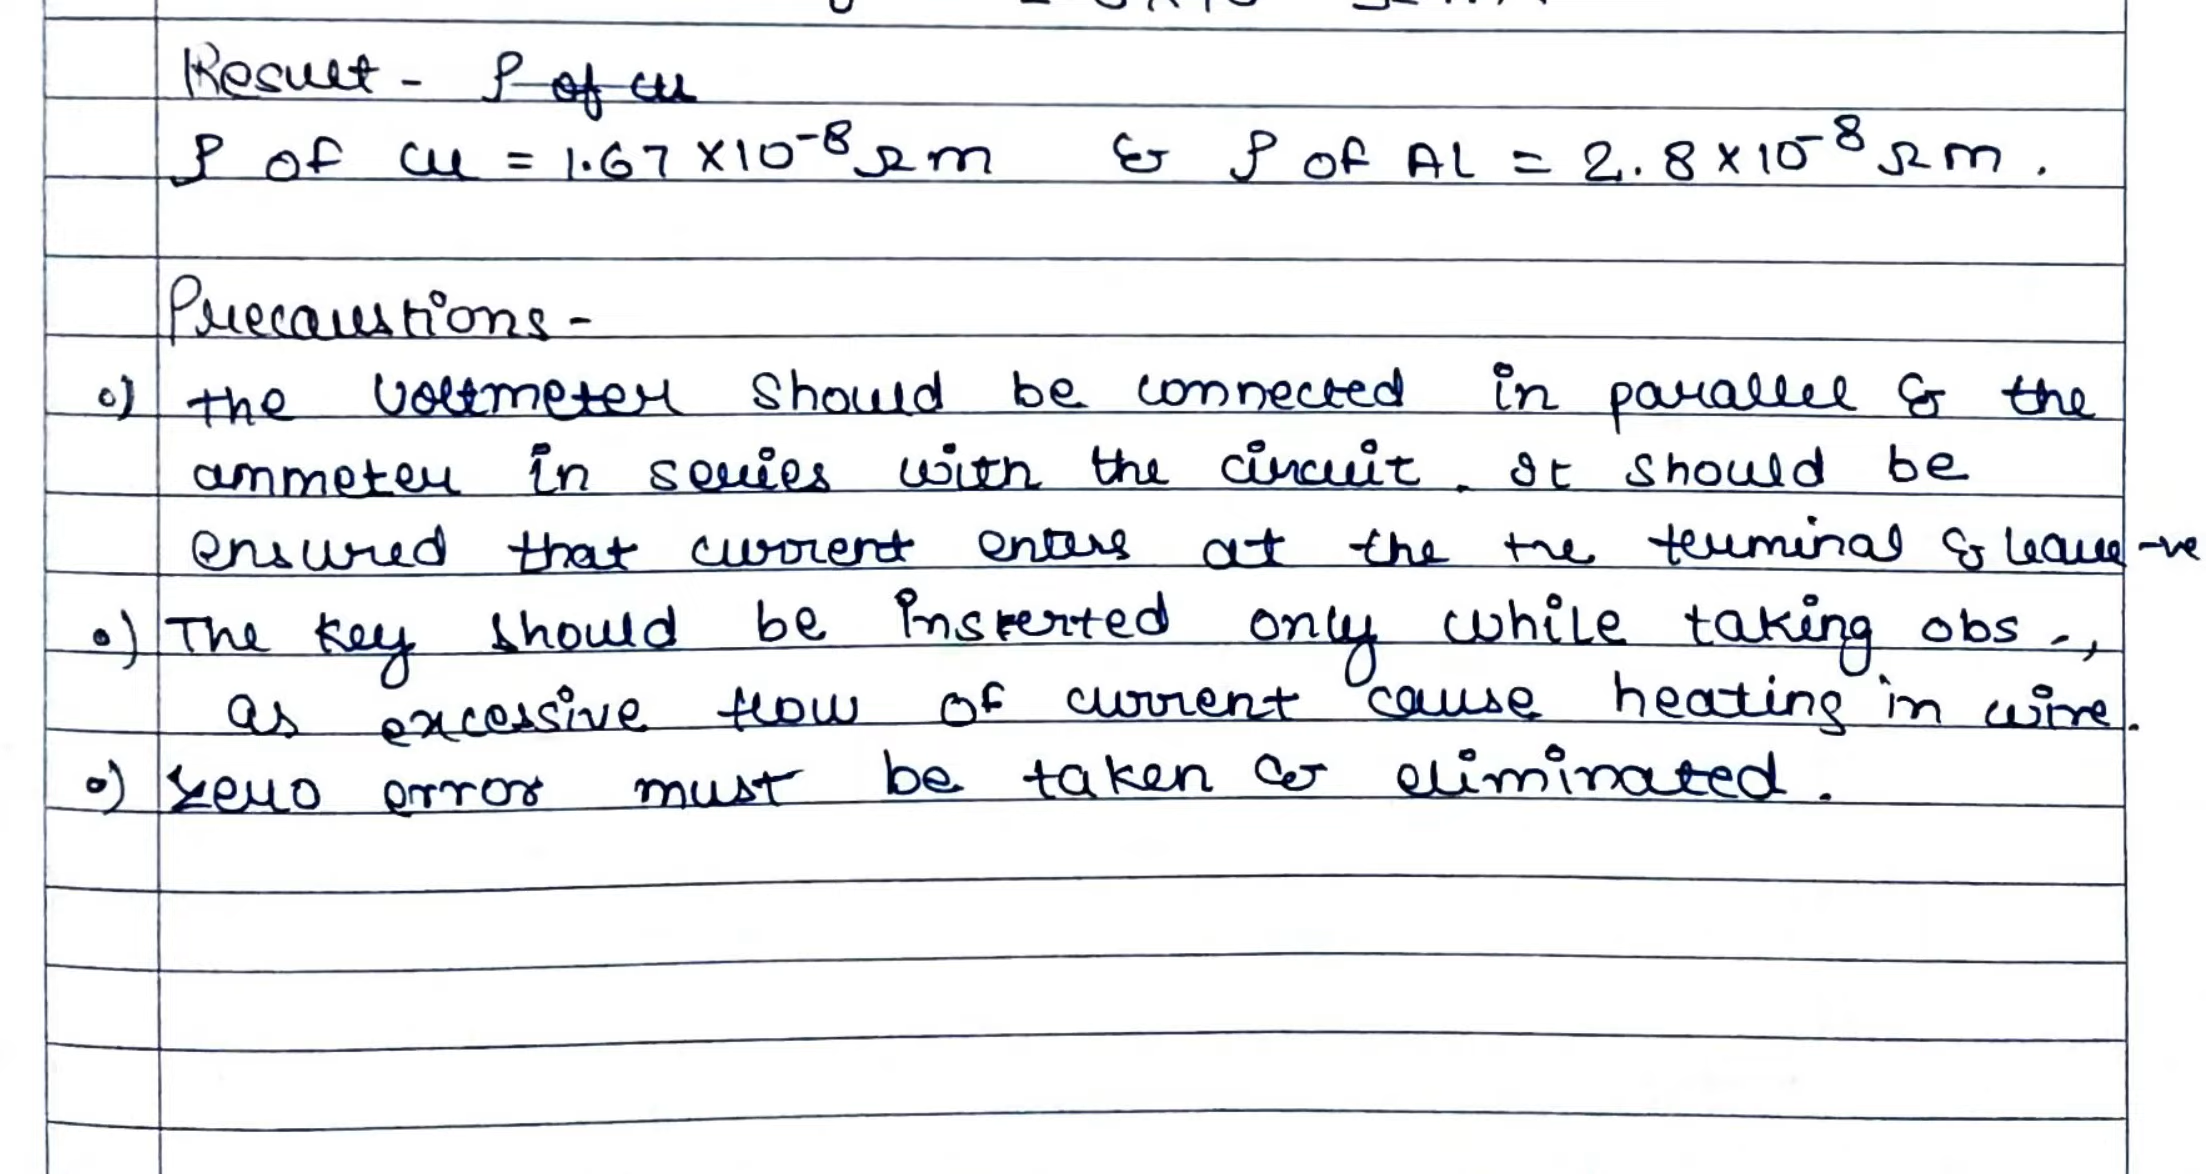 Result - ρ of cu
ρ of cu = 1.67 × 10⁻⁸ Ωm & ρ of AL = 2.8 × 10⁻⁸ Ωm.
Precaustions -
o) the voltmeter should be connected in parallel & the
ammeter in series with the circuit. It should be
ensured that current enters at the +ve terminal & leave -ve
o) The key should be inserted only while taking obs.,
as excessive flow of current cause heating in wire.
o) zero error must be taken & eliminated.